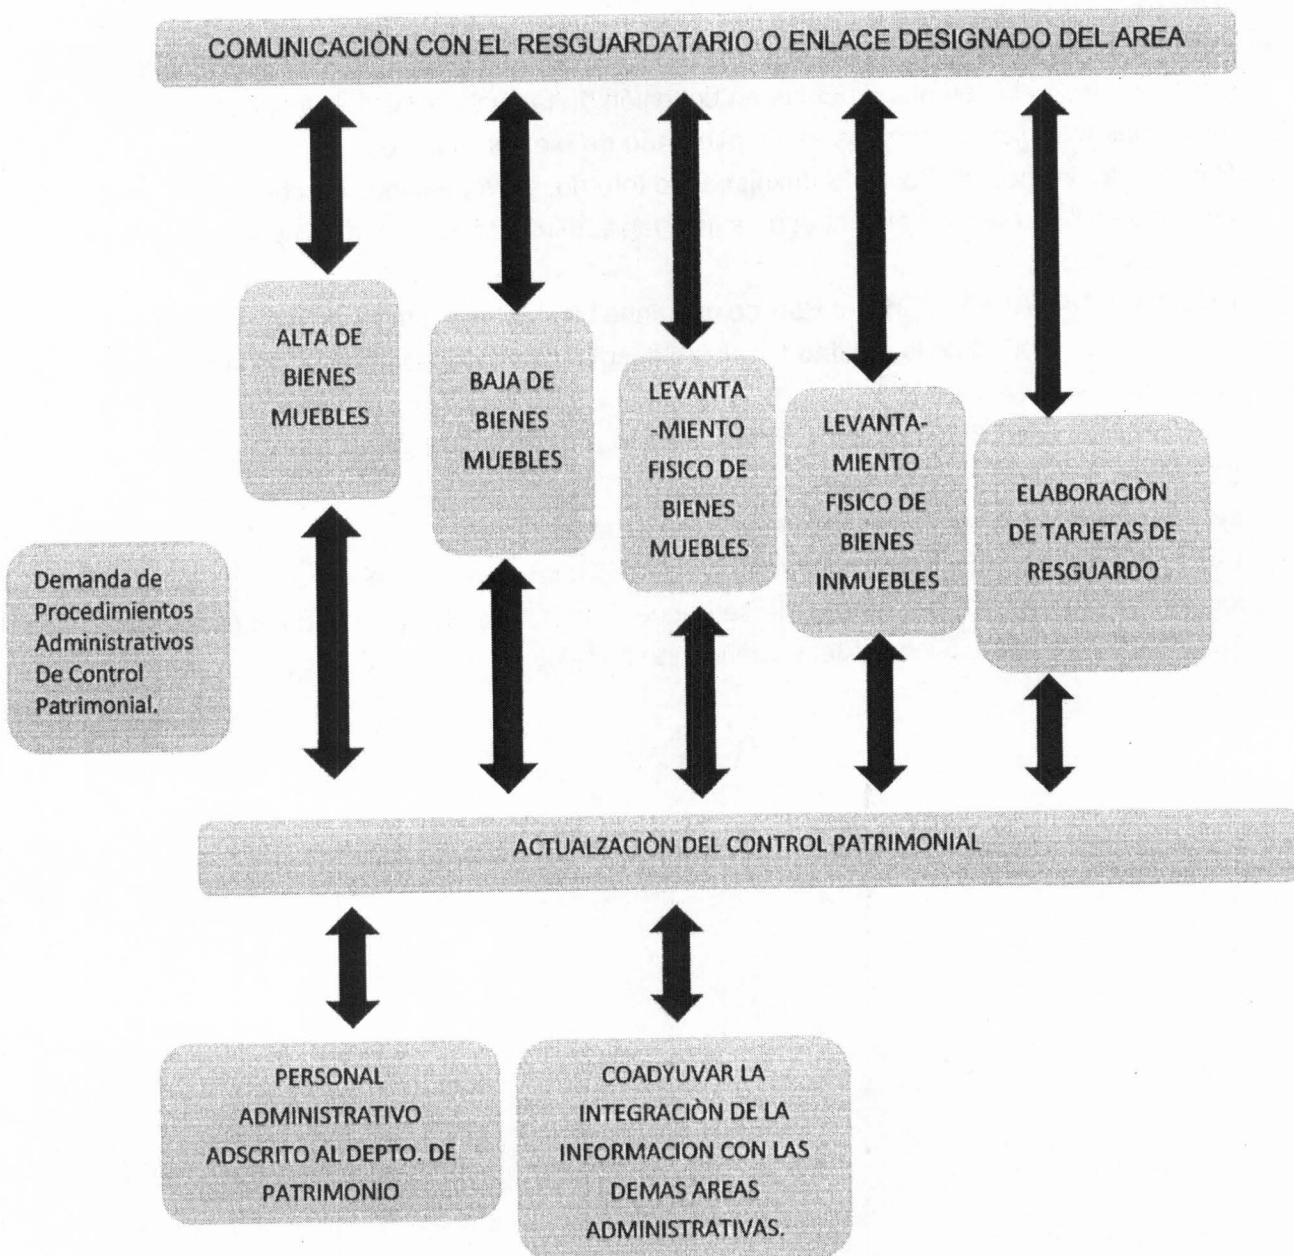 COMUNICACIÒN CON EL RESGUARDATARIO O ENLACE DESIGNADO DEL AREA
ALTA DE
BIENES
MUEBLES
BAJA DE
BIENES
MUEBLES
LEVANTA
-MIENTO
FISICO DE
BIENES
MUEBLES
LEVANTA-
MIENTO
FISICO DE
BIENES
INMUEBLES
ELABORACIÒN
DE TARJETAS DE
RESGUARDO
Demanda de
Procedimientos
Administrativos
De Control
Patrimonial.
ACTUALZACIÒN DEL CONTROL PATRIMONIAL
PERSONAL
ADMINISTRATIVO
ADSCRITO AL DEPTO. DE
PATRIMONIO
COADYUVAR LA
INTEGRACIÒN DE LA
INFORMACION CON LAS
DEMAS AREAS
ADMINISTRATIVAS.